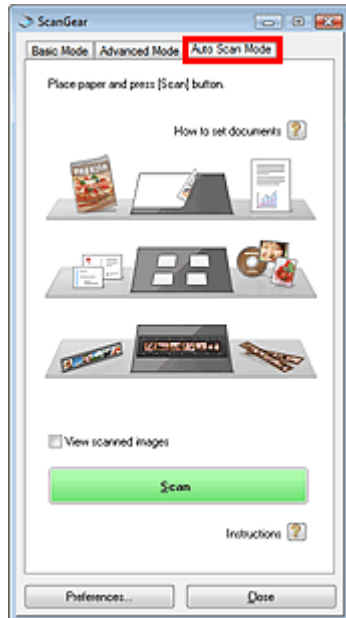 ScanGear
Basic Mode Advanced Mode Auto Scan Mode
Place paper and press [Scan] button.
How to set documents
View scanned images
Scan
Instructions
Preferences... Close